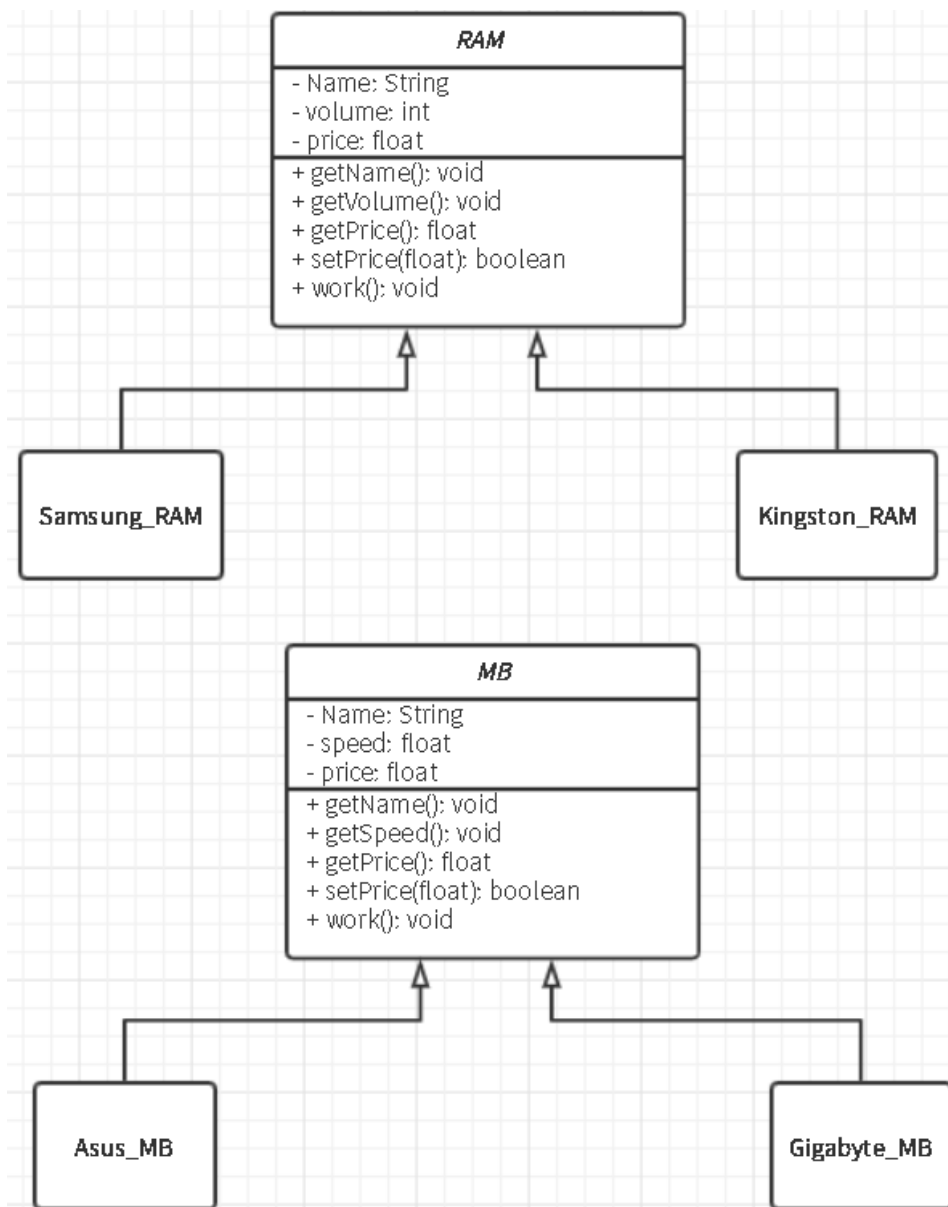 RAM
- Name: String
- volume: int
- price: float
+ getName(): void
+ getVolume(): void
+ getPrice(): float
+ setPrice(float): boolean
+ work(): void
Samsung_RAM
Kingston_RAM
MB
- Name: String
- speed: float
- price: float
+ getName(): void
+ getSpeed(): void
+ getPrice(): float
+ setPrice(float): boolean
+ work(): void
Asus_MB
Gigabyte_MB